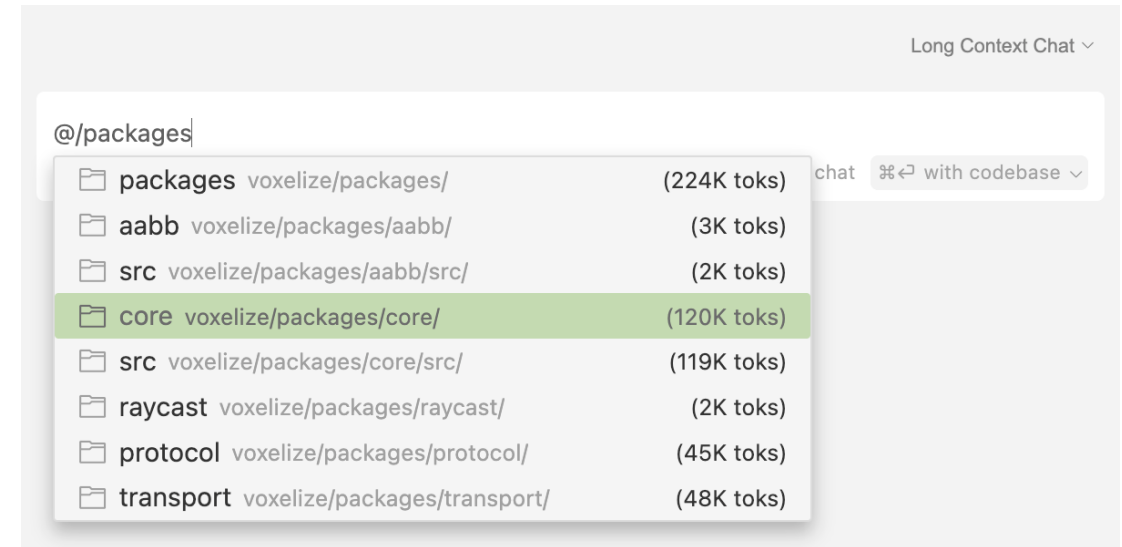 Long Context Chat
@/packages
packages voxelize/packages/ (224K toks)
chat ⌘⏎ with codebase
aabb voxelize/packages/aabb/ (3K toks)
src voxelize/packages/aabb/src/ (2K toks)
core voxelize/packages/core/ (120K toks)
src voxelize/packages/core/src/ (119K toks)
raycast voxelize/packages/raycast/ (2K toks)
protocol voxelize/packages/protocol/ (45K toks)
transport voxelize/packages/transport/ (48K toks)